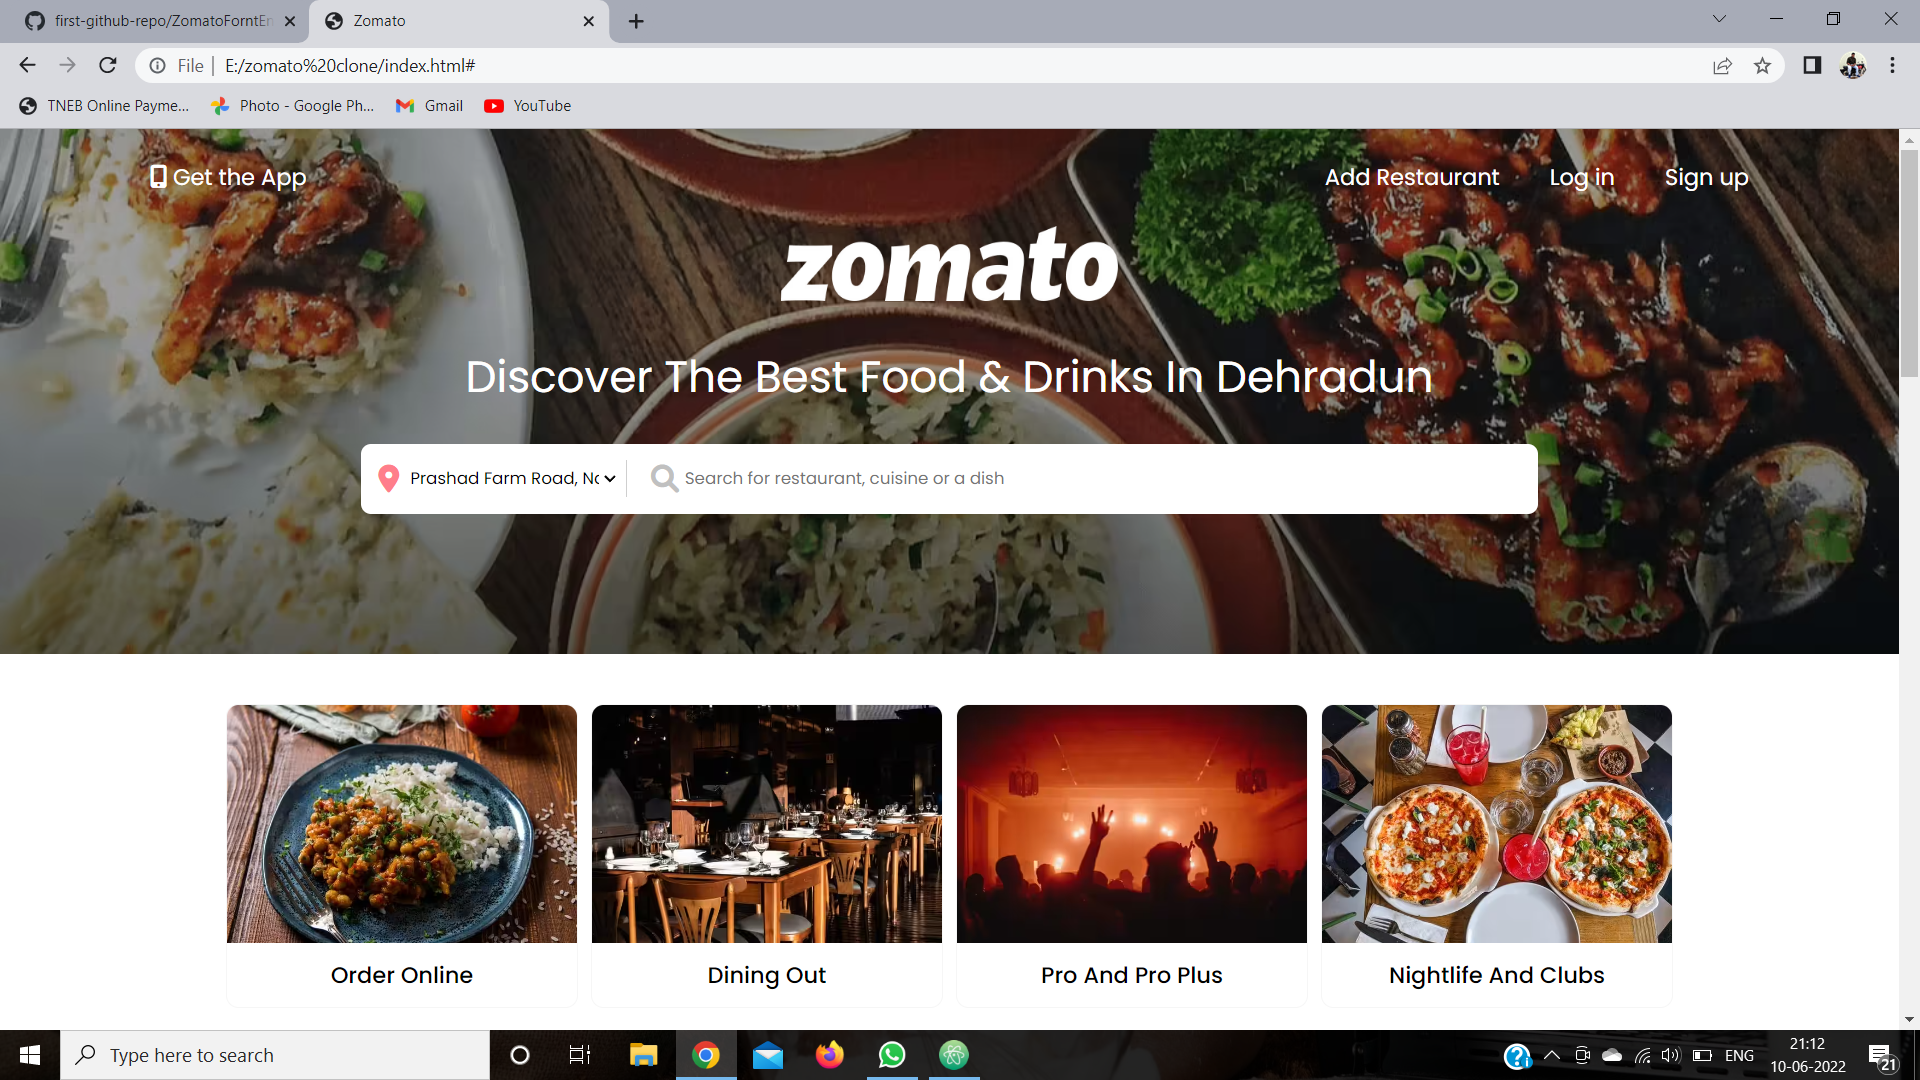 first-github-repo/ZomatoForntEn
Zomato
File
E:/zomato%20clone/index.html#
TNEB Online Payme...
Photo - Google Ph...
Gmail
YouTube
Get the App
Add Restaurant
Log in
Sign up
zomato
Discover The Best Food & Drinks In Dehradun
Prashad Farm Road, Na
Search for restaurant, cuisine or a dish
Order Online
Dining Out
Pro And Pro Plus
Nightlife And Clubs
Type here to search
ENG
21:12
10-06-2022
21